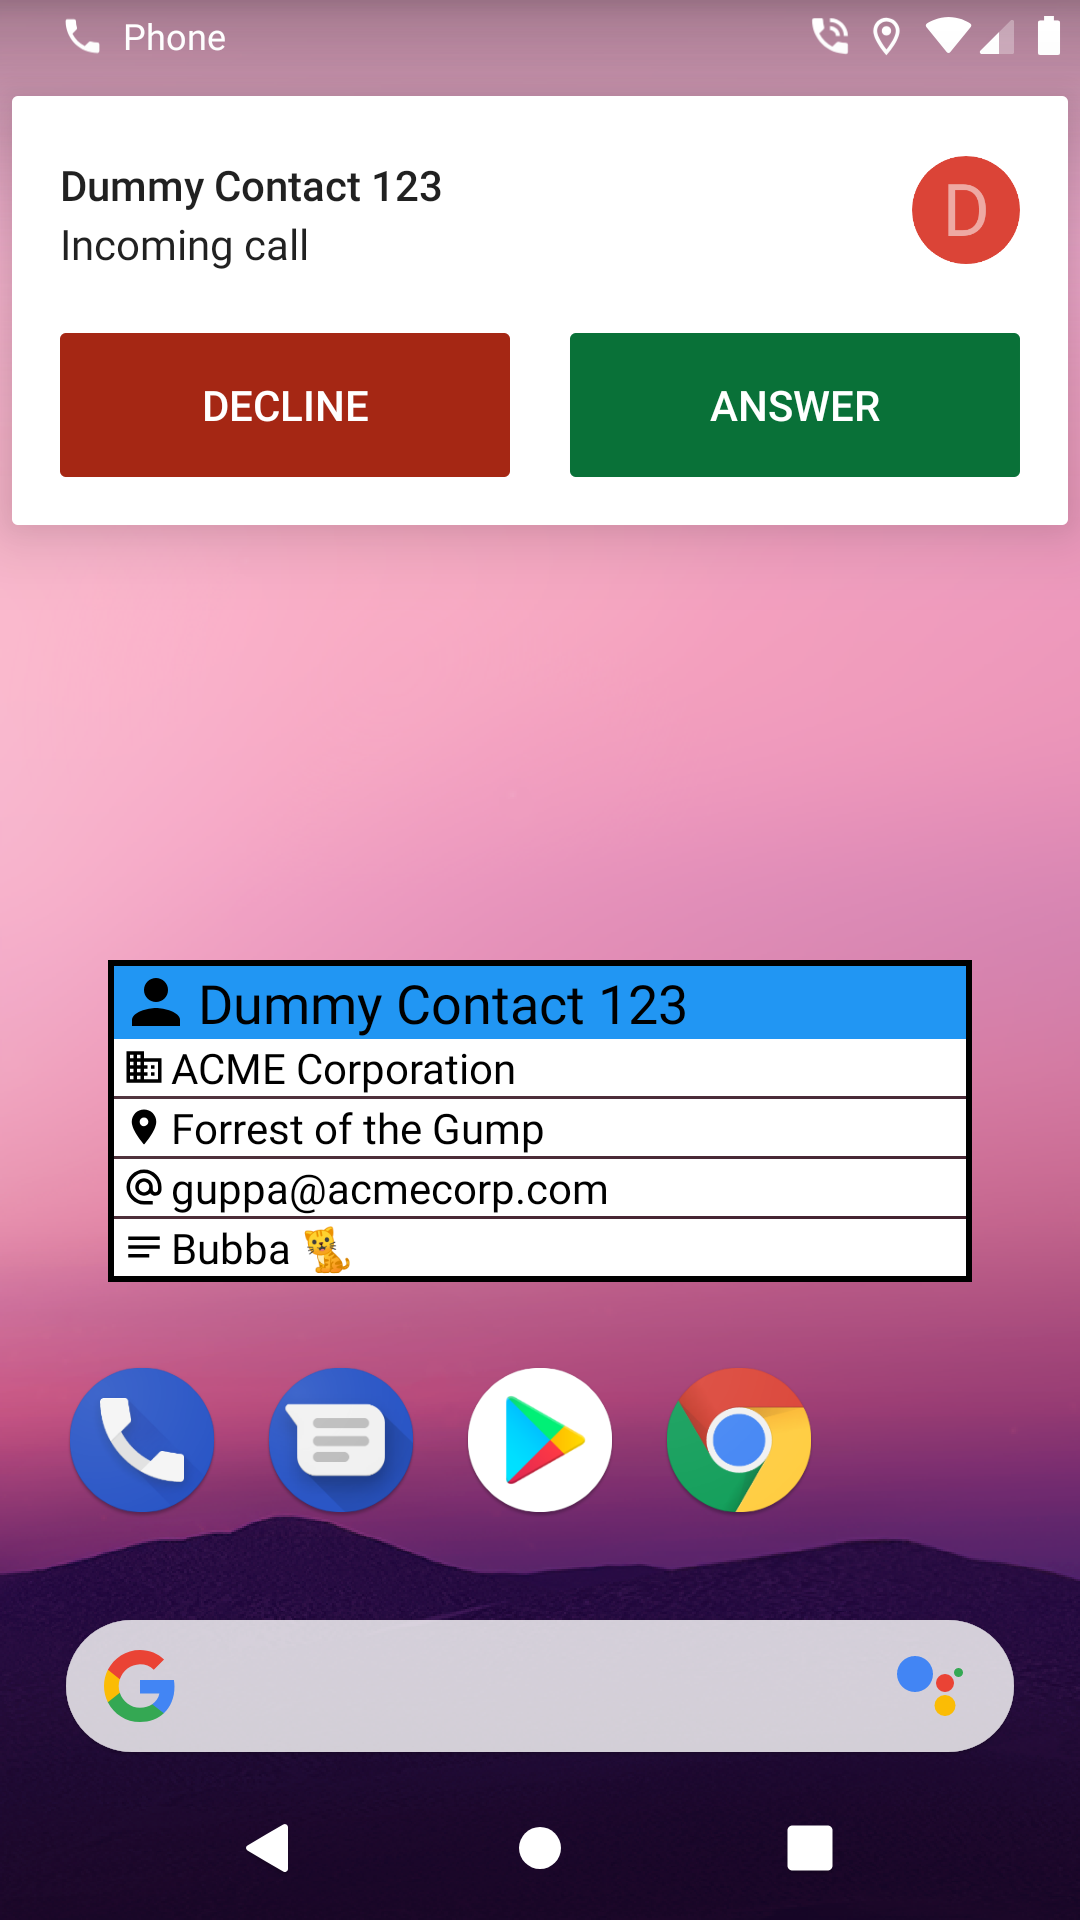 Phone
Dummy Contact 123
Incoming call
D
DECLINE
ANSWER
Dummy Contact 123
ACME Corporation
Forrest of the Gump
guppa@acmecorp.com
Bubba 🐈
G